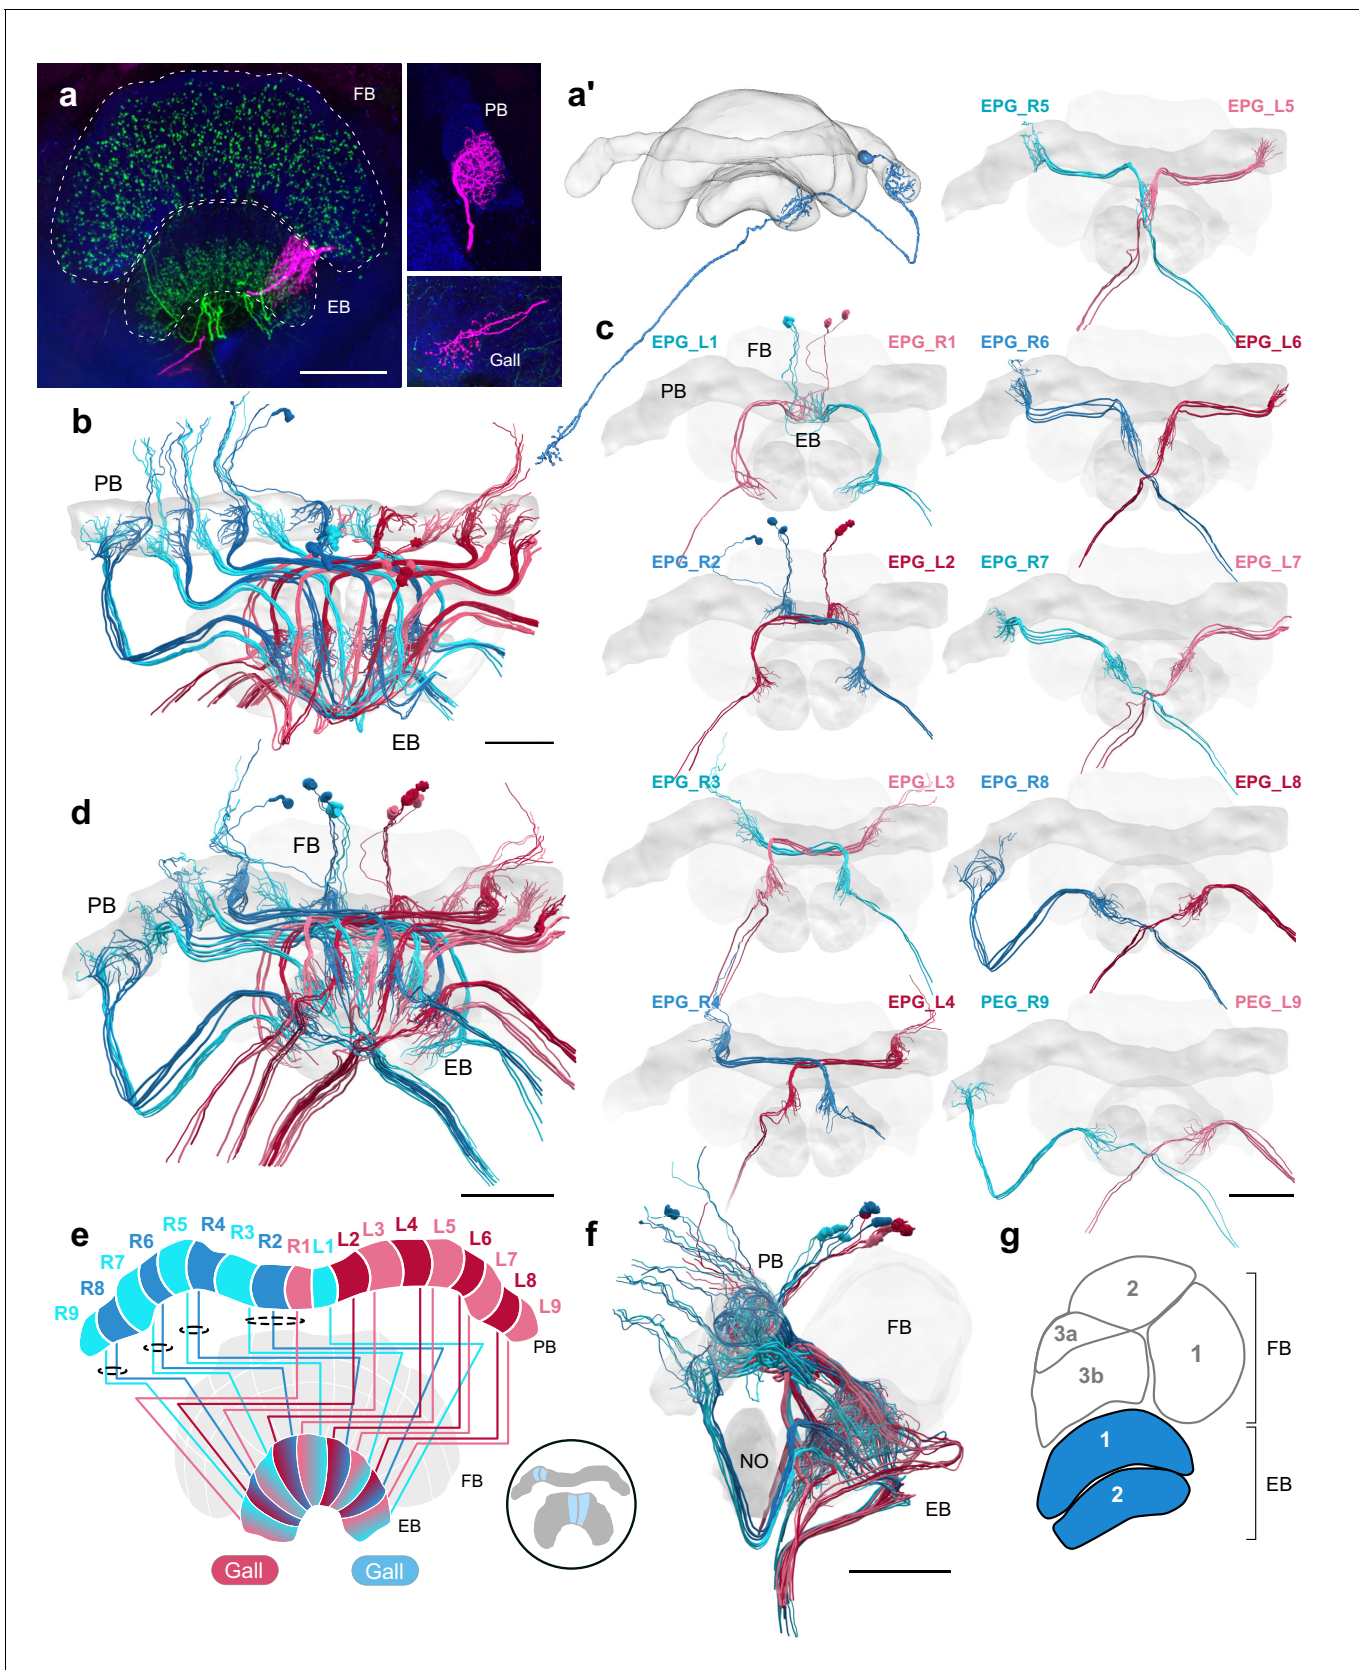 a
FB
EB
PB
Gall
a'
EPG_R5
EPG_L5
b
PB
EB
c
EPG_L1
FB
EPG_R1
PB
EB
EPG_R6
EPG_L6
EPG_R2
EPG_L2
EPG_R7
EPG_L7
EPG_R3
EPG_L3
EPG_R8
EPG_L8
EPG_R4
EPG_L4
PEG_R9
PEG_L9
d
FB
PB
EB
e
R9
R8
R7
R6
R5
R4
R3
R2
R1
L1
L2
L3
L4
L5
L6
L7
L8
L9
PB
FB
EB
Gall
Gall
f
PB
FB
NO
EB
g
2
3a
3b
1
FB
1
2
EB